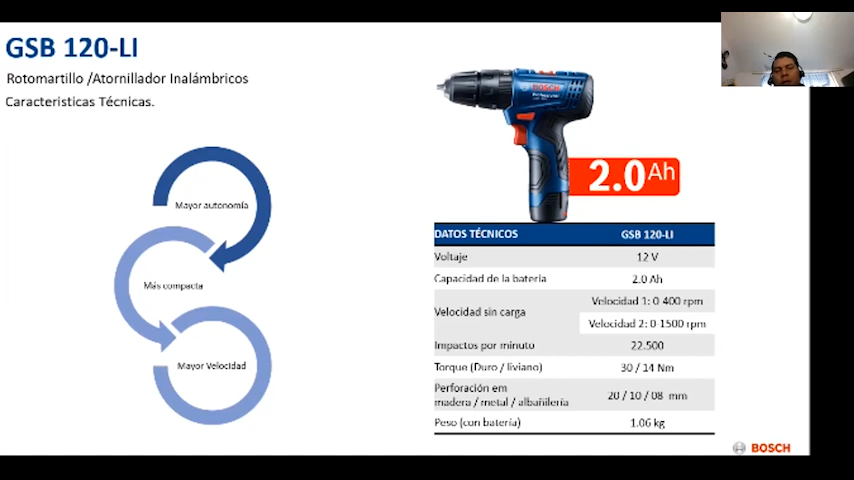 GSB 120-LI
Rotomartillo /Atornillador Inalámbricos
Caracteristicas Técnicas.
Mayor autonomía
Más compacta
Mayor Velocidad
BOSCH
2.0 Ah
DATOS TÉCNICOS GSB 120-LI
Voltaje 12 V
Capacidad de la batería 2.0 Ah
Velocidad sin carga Velocidad 1: 0-400 rpm
Velocidad 2: 0-1500 rpm
Impactos por minuto 22.500
Torque (Duro / liviano) 30 / 14 Nm
Perforación em
madera / metal / albañilería 20 / 10 / 08 mm
Peso (con batería) 1.06 kg
BOSCH